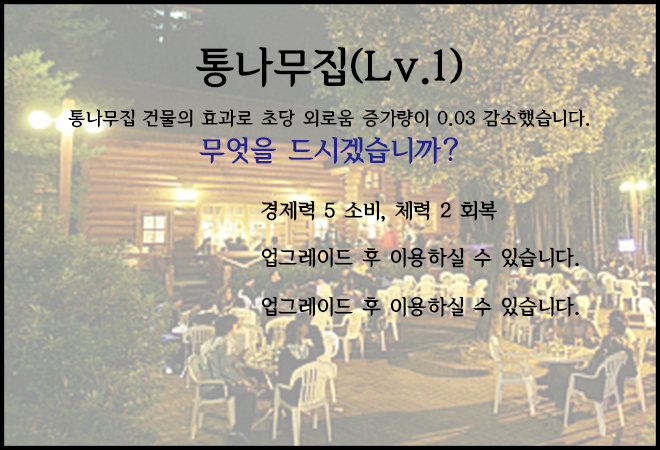 통나무집(Lv.1)
통나무집 건물의 효과로 초당 외로움 증가량이 0.03 감소했습니다.
무엇을 드시겠습니까?
경제력 5 소비, 체력 2 회복
업그레이드 후 이용하실 수 있습니다.
업그레이드 후 이용하실 수 있습니다.